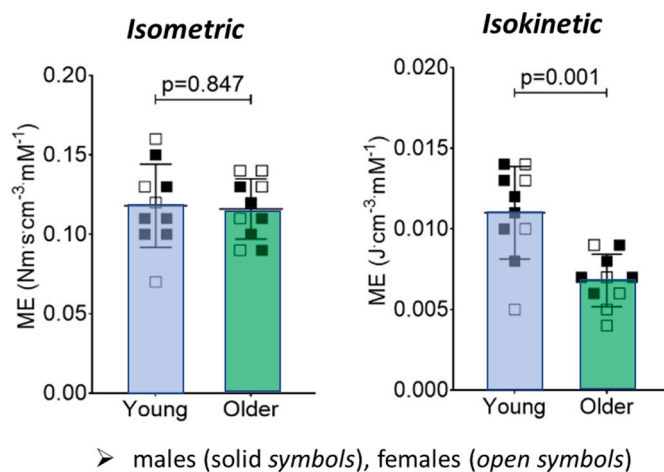 Isometric
Isokinetic
ME (Nm·s·cm-3·mM-1)
0.20
0.15
0.10
0.05
0.00
p=0.847
Young Older
ME (J·cm-3·mM-1)
0.020
0.015
0.010
0.005
0.000
p=0.001
Young Older
➢ males (solid symbols), females (open symbols)